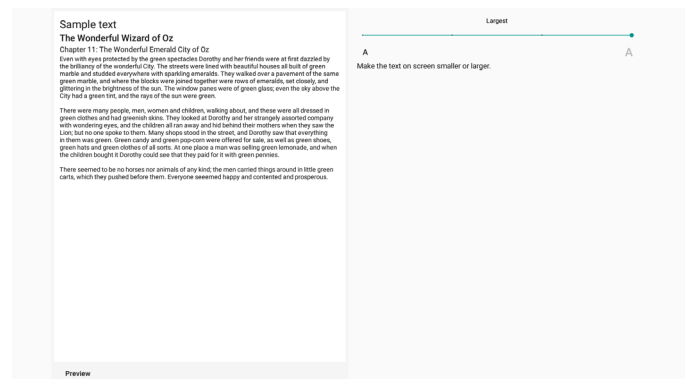 Sample text
The Wonderful Wizard of Oz
Chapter 11: The Wonderful Emerald City of Oz
Even with eyes protected by the green spectacles Dorothy and her friends were at first dazzled by
the brilliancy of the wonderful City. The streets were lined with beautiful houses all built of green
marble and studded everywhere with sparkling emeralds. They walked over a pavement of the same
green marble, and where the blocks were joined together were rows of emeralds, set closely, and
glittering in the brightness of the sun. The window panes were of green glass; even the sky above the
City had a green tint, and the rays of the sun were green.
There were many people, men, women and children, walking about, and these were all dressed in
green clothes and had greenish skins. They looked at Dorothy and her strangely assorted company
with wondering eyes, and the children all ran away and hid behind their mothers when they saw the
Lion; but no one spoke to them. Many shops stood in the street, and Dorothy saw that everything
in them was green. Green candy and green pop-corn were offered for sale, as well as green shoes,
green hats and green clothes of all sorts. At one place a man was selling green lemonade, and when
the children bought it Dorothy could see that they paid for it with green pennies.
There seemed to be no horses nor animals of any kind; the men carried things around in little green
carts, which they pushed before them. Everyone seeemed happy and contented and prosperous.
Preview
Largest
A A
Make the text on screen smaller or larger.